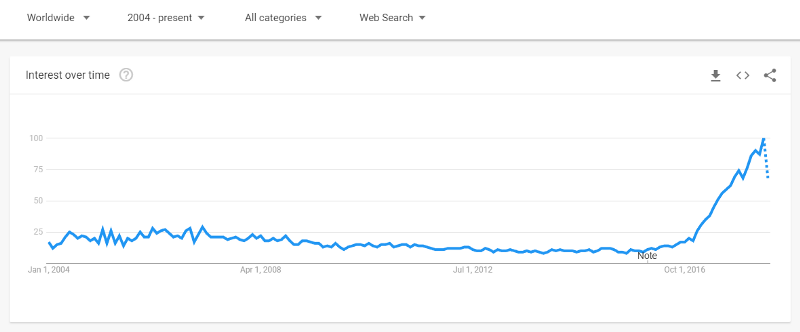 Worldwide 2004 - present All categories Web Search
Interest over time ?
100
75
50
25
Note
Jan 1, 2004 Apr 1, 2008 Jul 1, 2012 Oct 1, 2016